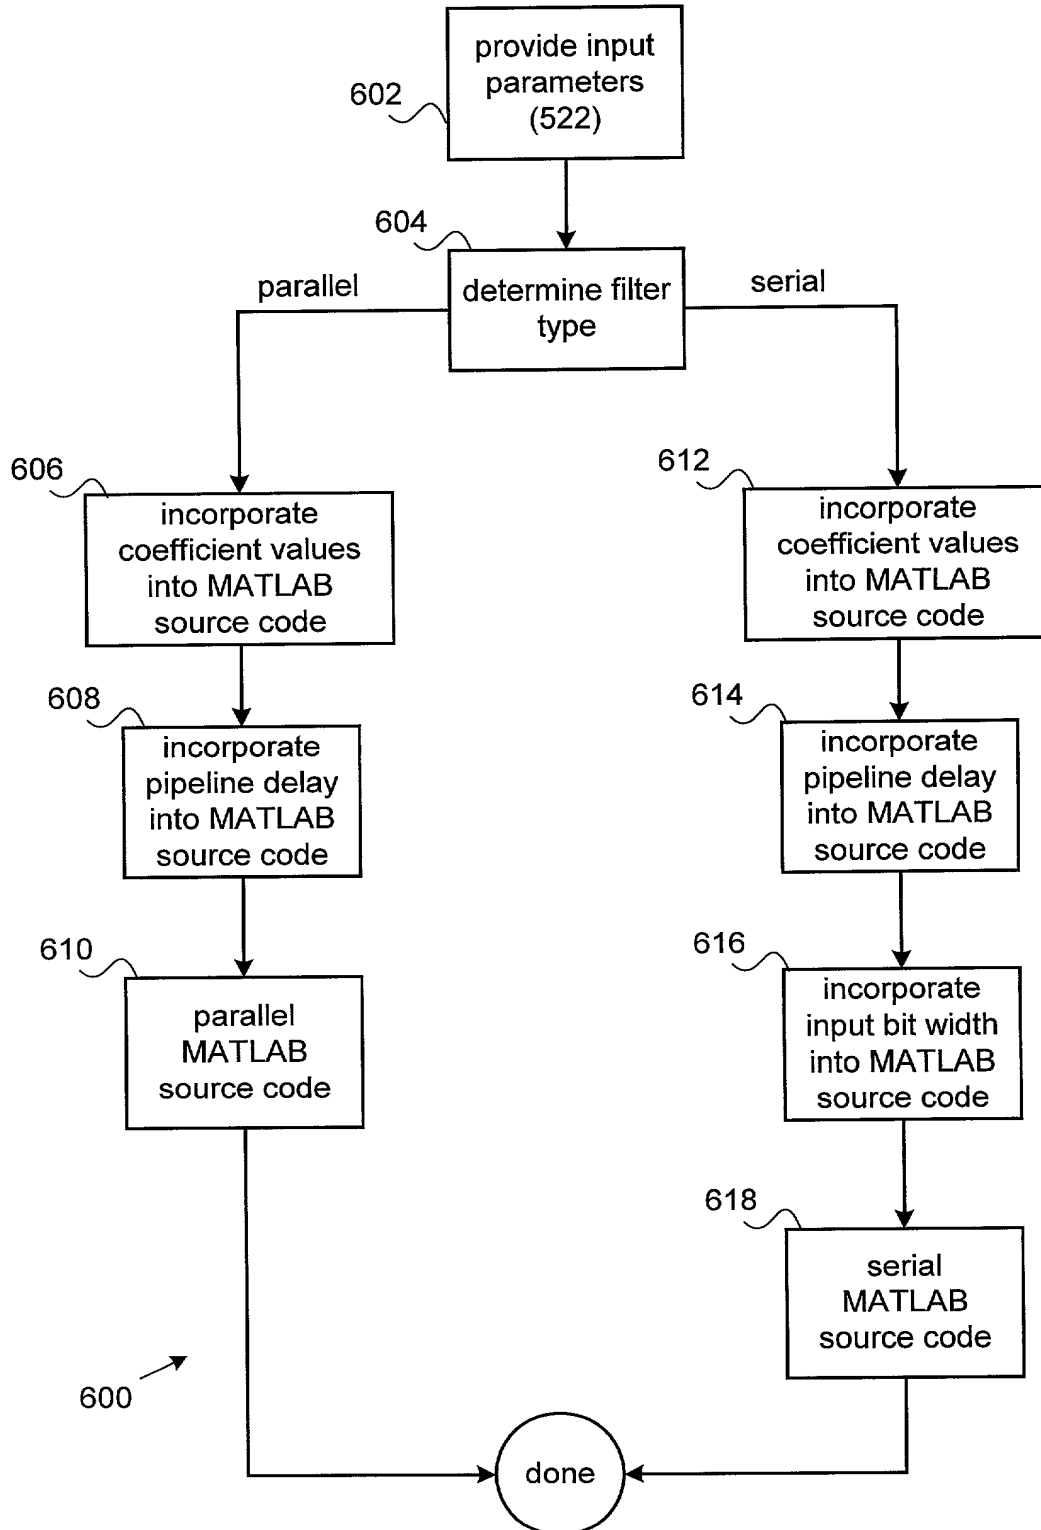 provide input
parameters
(522)
602
604
parallel
determine filter
type
serial
606
incorporate
coefficient values
into MATLAB
source code
612
incorporate
coefficient values
into MATLAB
source code
608
incorporate
pipeline delay
into MATLAB
source code
614
incorporate
pipeline delay
into MATLAB
source code
610
parallel
MATLAB
source code
616
incorporate
input bit width
into MATLAB
source code
618
serial
MATLAB
source code
600
done